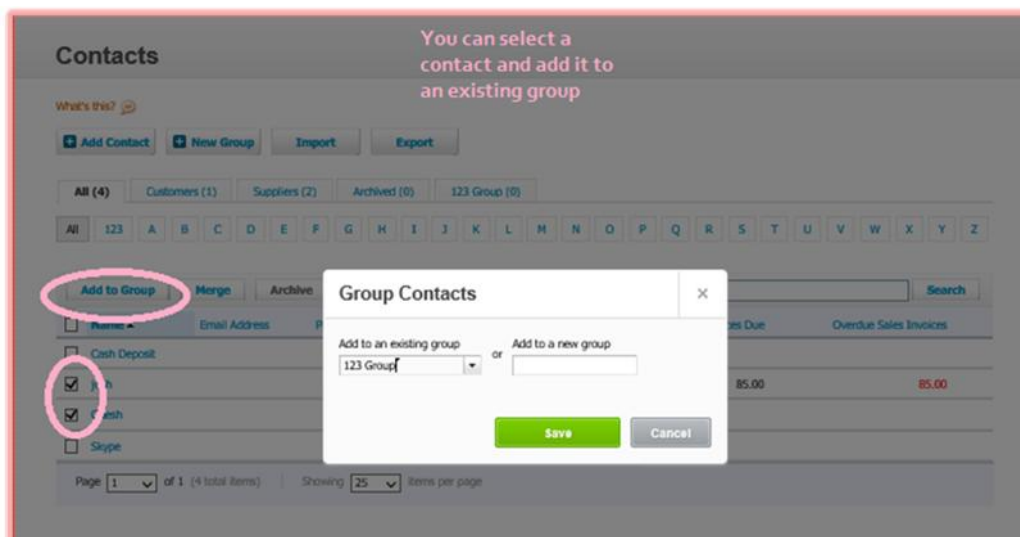 You can select a
contact and add it to
an existing group
Contacts
What's this?
Add Contact New Group Import Export
All (4) Customers (1) Suppliers (2) Archived (0) 123 Group (0)
All 123 A B C D E F G H I J K L M N O P Q R S T U V W X Y Z
Add to Group Merge Archive Search
Name Email Address Due Overdue Sales Invoices
Group Contacts
Add to an existing group or Add to a new group
123 Group
Save Cancel
Cash Deposit
85.00 85.00
Skype
Page 1 of 1 (4 total items) Showing 25 items per page